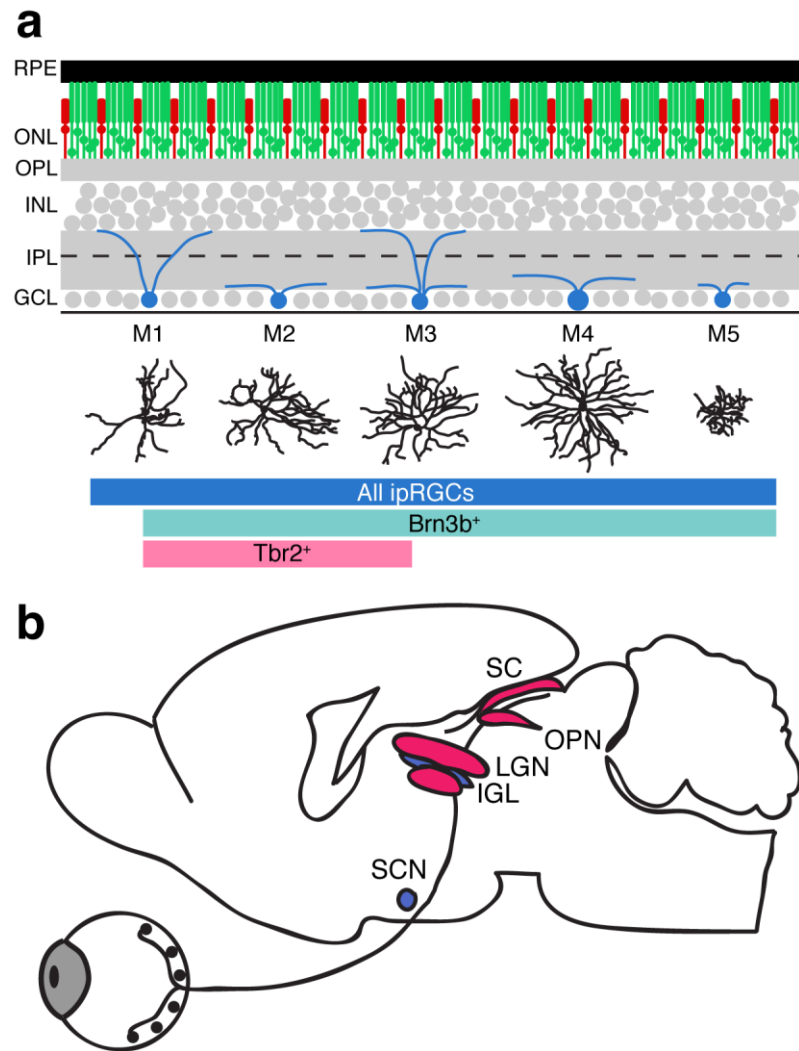 a
RPE
ONL
OPL
INL
IPL
GCL
M1 M2 M3 M4 M5
All ipRGCs
Brn3b⁺
Tbr2⁺
b
SC
OPN
LGN
IGL
SCN